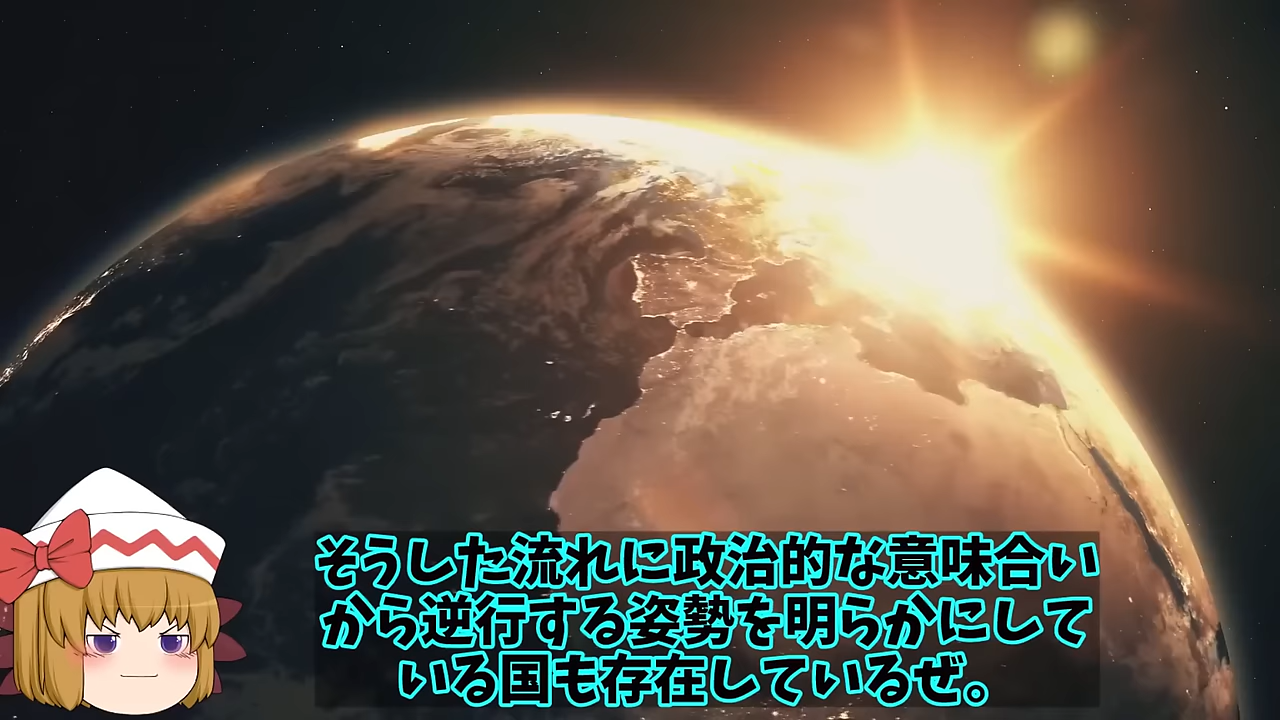 そうした流れに政治的な意味合い
から逆行する姿勢を明らかにして
いる国も存在しているぜ。